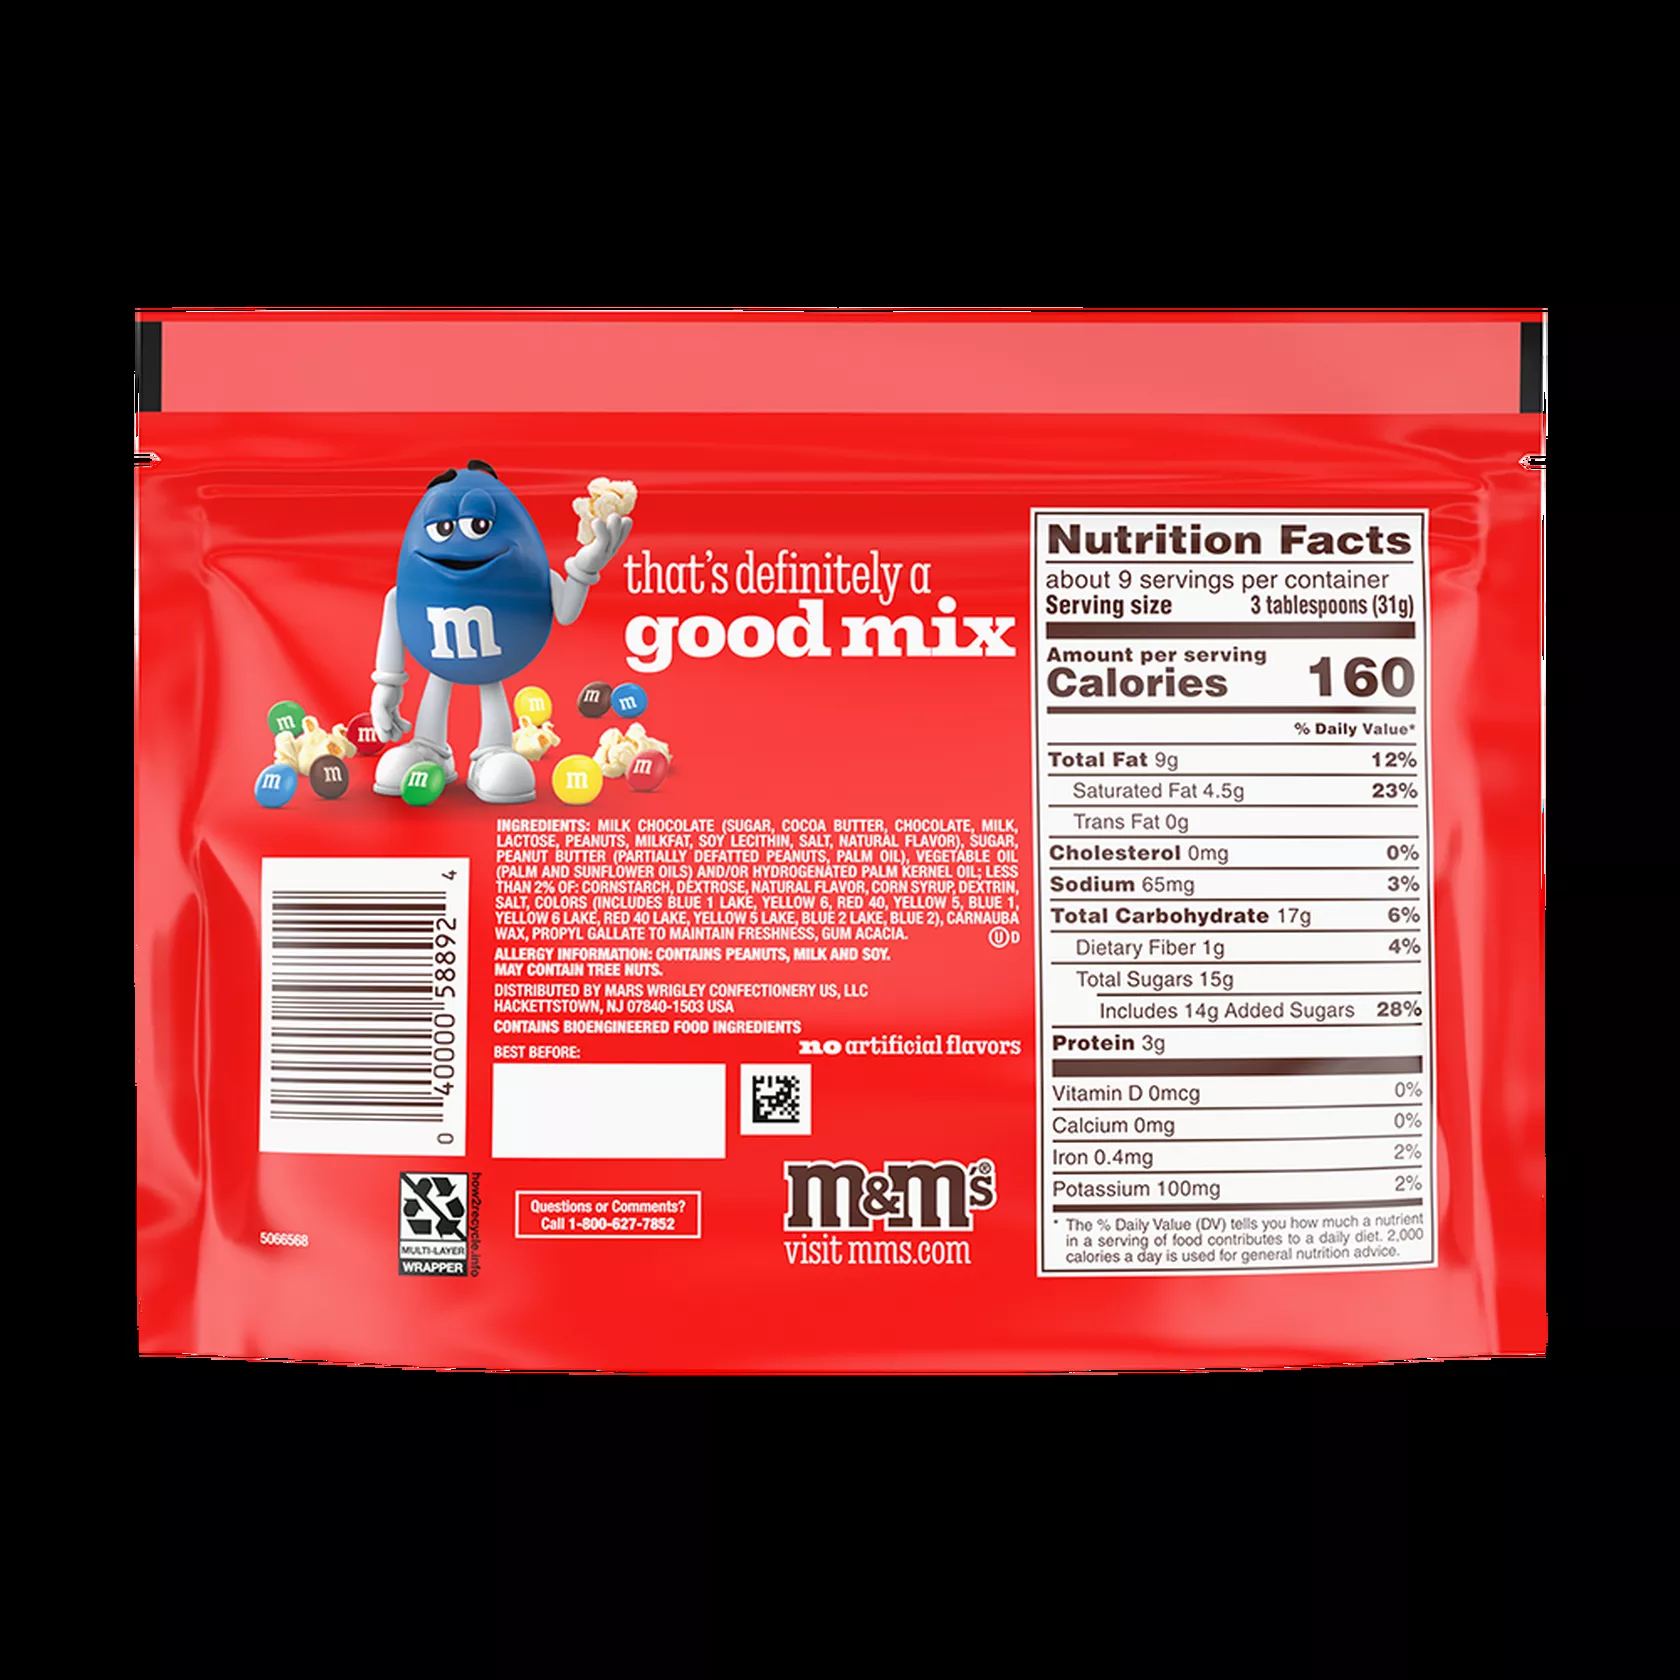 m
that's definitely a
good mix
m
m
m
m
m
m
m
m
m
m
INGREDIENTS: MILK CHOCOLATE (SUGAR, COCOA BUTTER, CHOCOLATE, MILK,
LACTOSE, PEANUTS, MILKFAT, SOY LECITHIN, SALT, NATURAL FLAVOR), SUGAR,
PEANUT BUTTER (PARTIALLY DEFATTED PEANUTS, PALM OIL), VEGETABLE OIL
(PALM AND SUNFLOWER OILS) AND/OR HYDROGENATED PALM KERNEL OIL; LESS
THAN 2% OF: CORNSTARCH, DEXTROSE, NATURAL FLAVOR, CORN SYRUP, DEXTRIN,
SALT, COLORS (INCLUDES BLUE 1 LAKE, YELLOW 6, RED 40, YELLOW 5, BLUE 1,
YELLOW 6 LAKE, RED 40 LAKE, YELLOW 5 LAKE, BLUE 2 LAKE, BLUE 2), CARNAUBA
WAX, PROPYL GALLATE TO MAINTAIN FRESHNESS, GUM ACACIA.
U D
ALLERGY INFORMATION: CONTAINS PEANUTS, MILK AND SOY.
MAY CONTAIN TREE NUTS.
DISTRIBUTED BY MARS WRIGLEY CONFECTIONERY US, LLC
HACKETTSTOWN, NJ 07840-1503 USA
CONTAINS BIOENGINEERED FOOD INGREDIENTS
no artificial flavors
BEST BEFORE:
0 40000 58892 4
5066568
MULTI-LAYER
WRAPPER
how2recycle.info
Questions or Comments?
Call 1-800-627-7852
m&m's®
visit mms.com
Nutrition Facts
about 9 servings per container
Serving size 3 tablespoons (31g)
Amount per serving
Calories 160
% Daily Value*
Total Fat 9g 12%
Saturated Fat 4.5g 23%
Trans Fat 0g
Cholesterol 0mg 0%
Sodium 65mg 3%
Total Carbohydrate 17g 6%
Dietary Fiber 1g 4%
Total Sugars 15g
Includes 14g Added Sugars 28%
Protein 3g
Vitamin D 0mcg 0%
Calcium 0mg 0%
Iron 0.4mg 2%
Potassium 100mg 2%
* The % Daily Value (DV) tells you how much a nutrient
in a serving of food contributes to a daily diet. 2,000
calories a day is used for general nutrition advice.